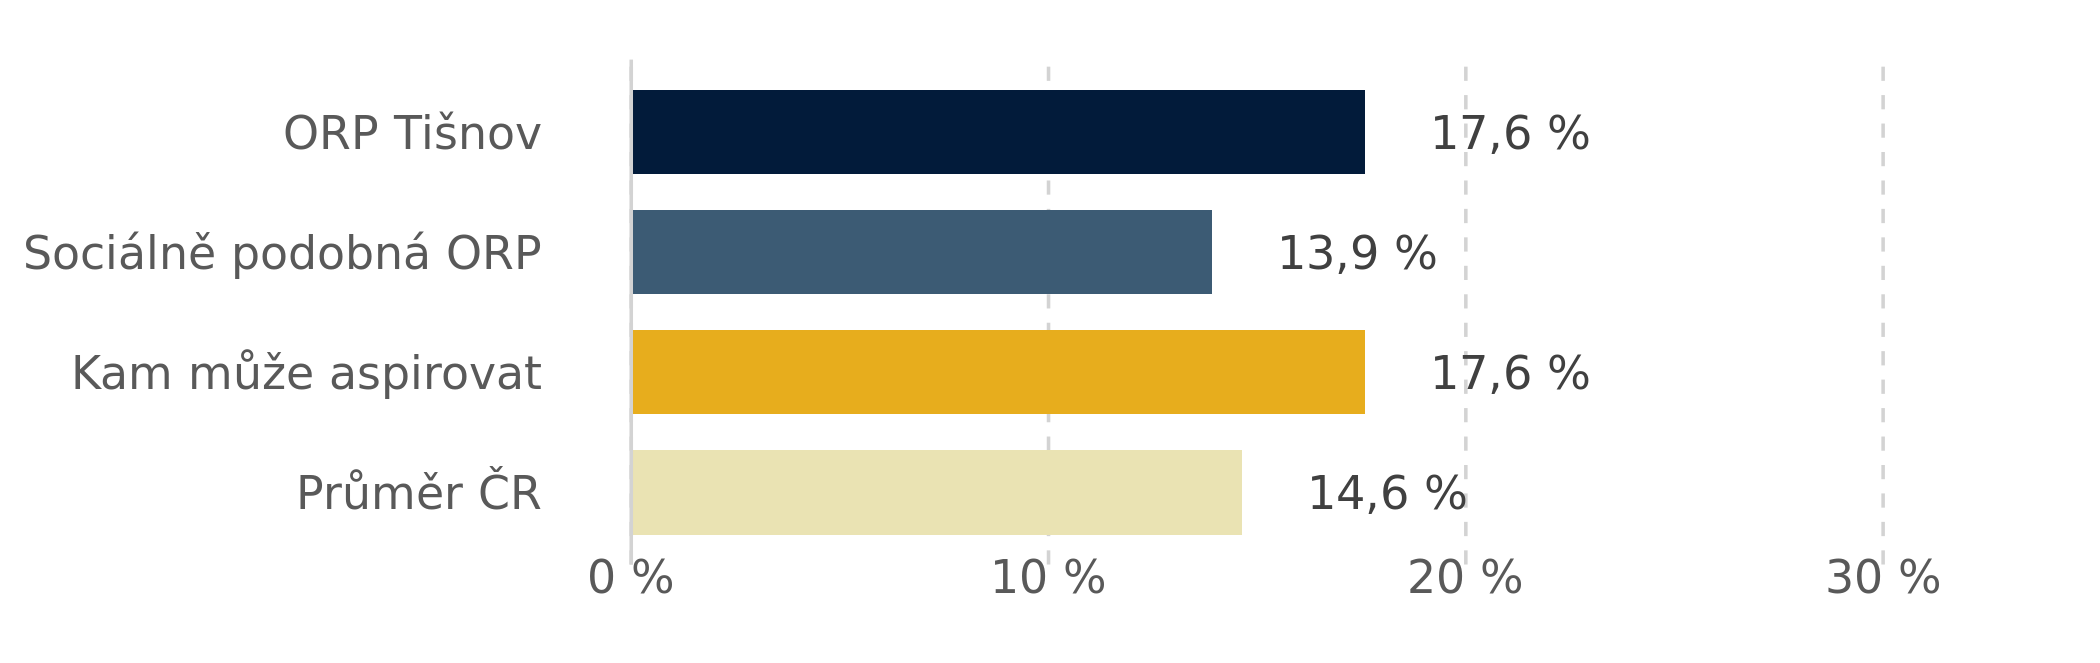 ORP Tišnov 17,6 %
Sociálně podobná ORP 13,9 %
Kam může aspirovat 17,6 %
Průměr ČR 14,6 %
0 % 10 % 20 % 30 %